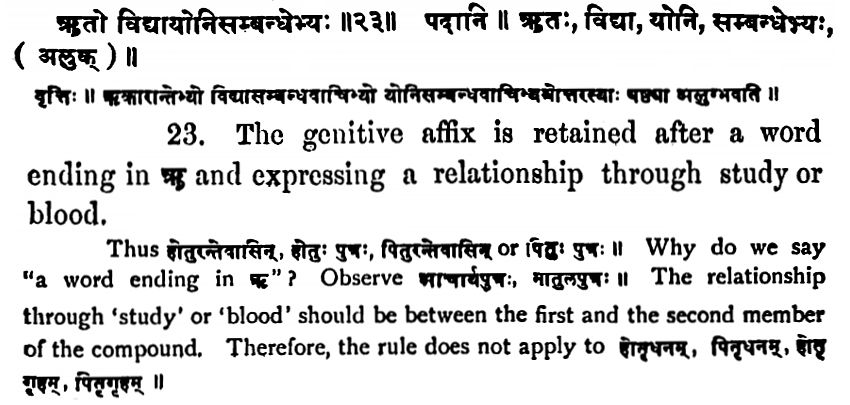 ऋतो विद्यायोनिसम्बन्धेभ्यः ॥२३॥ पदानि ॥ ऋतः, विद्या, योनि, सम्बन्धेभ्यः,
( अलुक् ) ॥
वृत्तिः ॥ ऋकारान्तेभ्यो विद्यासम्बन्धवाचिभ्यो योनिसम्बन्धवाचिभ्यश्चोत्तरस्याः षष्ठ्या अलुग्भवति ॥
23. The genitive affix is retained after a word
ending in ऋ and expressing a relationship through study or
blood.
Thus होतुरन्तेवासिन्, होतुः पुत्रः, पितुरन्तेवासिन् or पितुः पुत्रः ॥ Why do we say
“a word ending in ऋ”? Observe आचार्यपुत्रः, मातुलपुत्रः ॥ The relationship
through ‘study’ or ‘blood’ should be between the first and the second member
of the compound. Therefore, the rule does not apply to होतृधनम्, पितृधनम्, होतृ
गृहम्, पितृगृहम् ॥